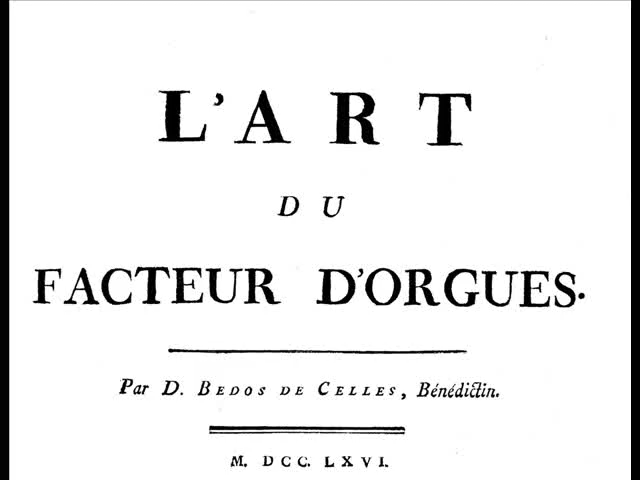 L'ART
DU
FACTEUR D'ORGUES.
Par D. BEDOS DE CELLES, Bénédictin.
M. DCC. LXVI.